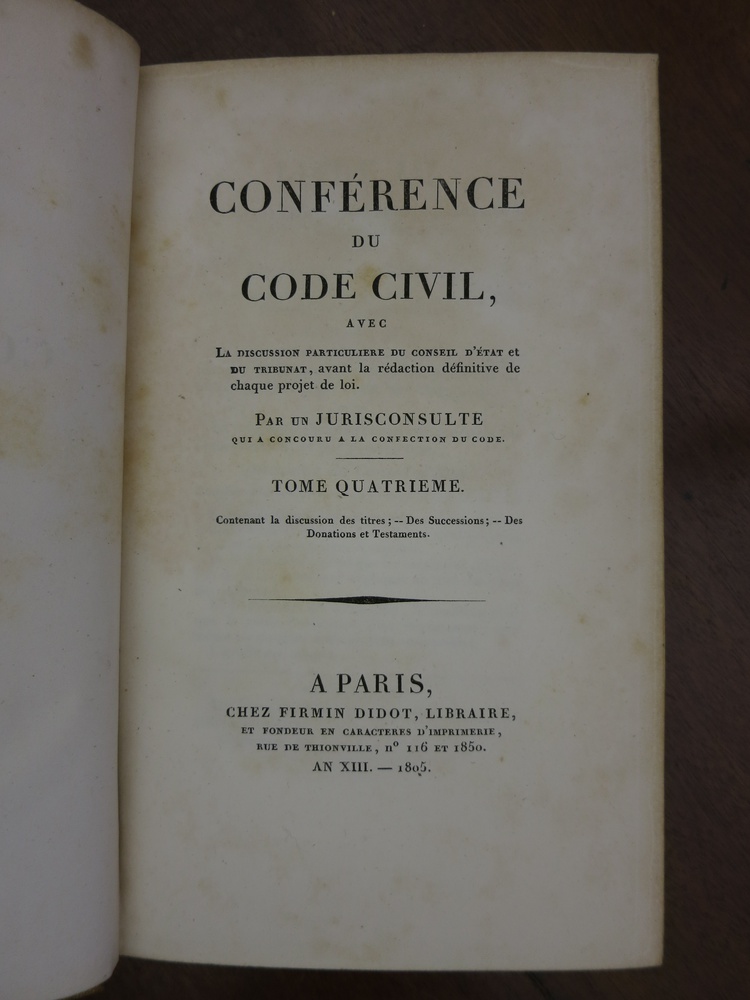 CONFÉRENCE
DU
CODE CIVIL,
AVEC
LA DISCUSSION PARTICULIERE DU CONSEIL D'ÉTAT et
DU TRIBUNAT, avant la rédaction définitive de
chaque projet de loi.
PAR UN JURISCONSULTE
QUI A CONCOURU A LA CONFECTION DU CODE.
TOME QUATRIEME.
Contenant la discussion des titres; -- Des Successions; -- Des
Donations et Testaments.
A PARIS,
CHEZ FIRMIN DIDOT, LIBRAIRE,
ET FONDEUR EN CARACTERES D'IMPRIMERIE,
RUE DE THIONVILLE, nº 116 ET 1850.
AN XIII. — 1805.